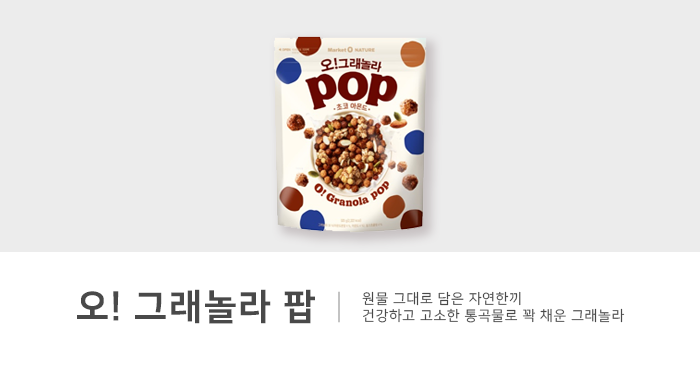 Market O NATURE
오!그래놀라
pop
-초코 아몬드-
O! Granola pop
오! 그래놀라 팝
원물 그대로 담은 자연한끼
건강하고 고소한 통곡물로 꽉 채운 그래놀라